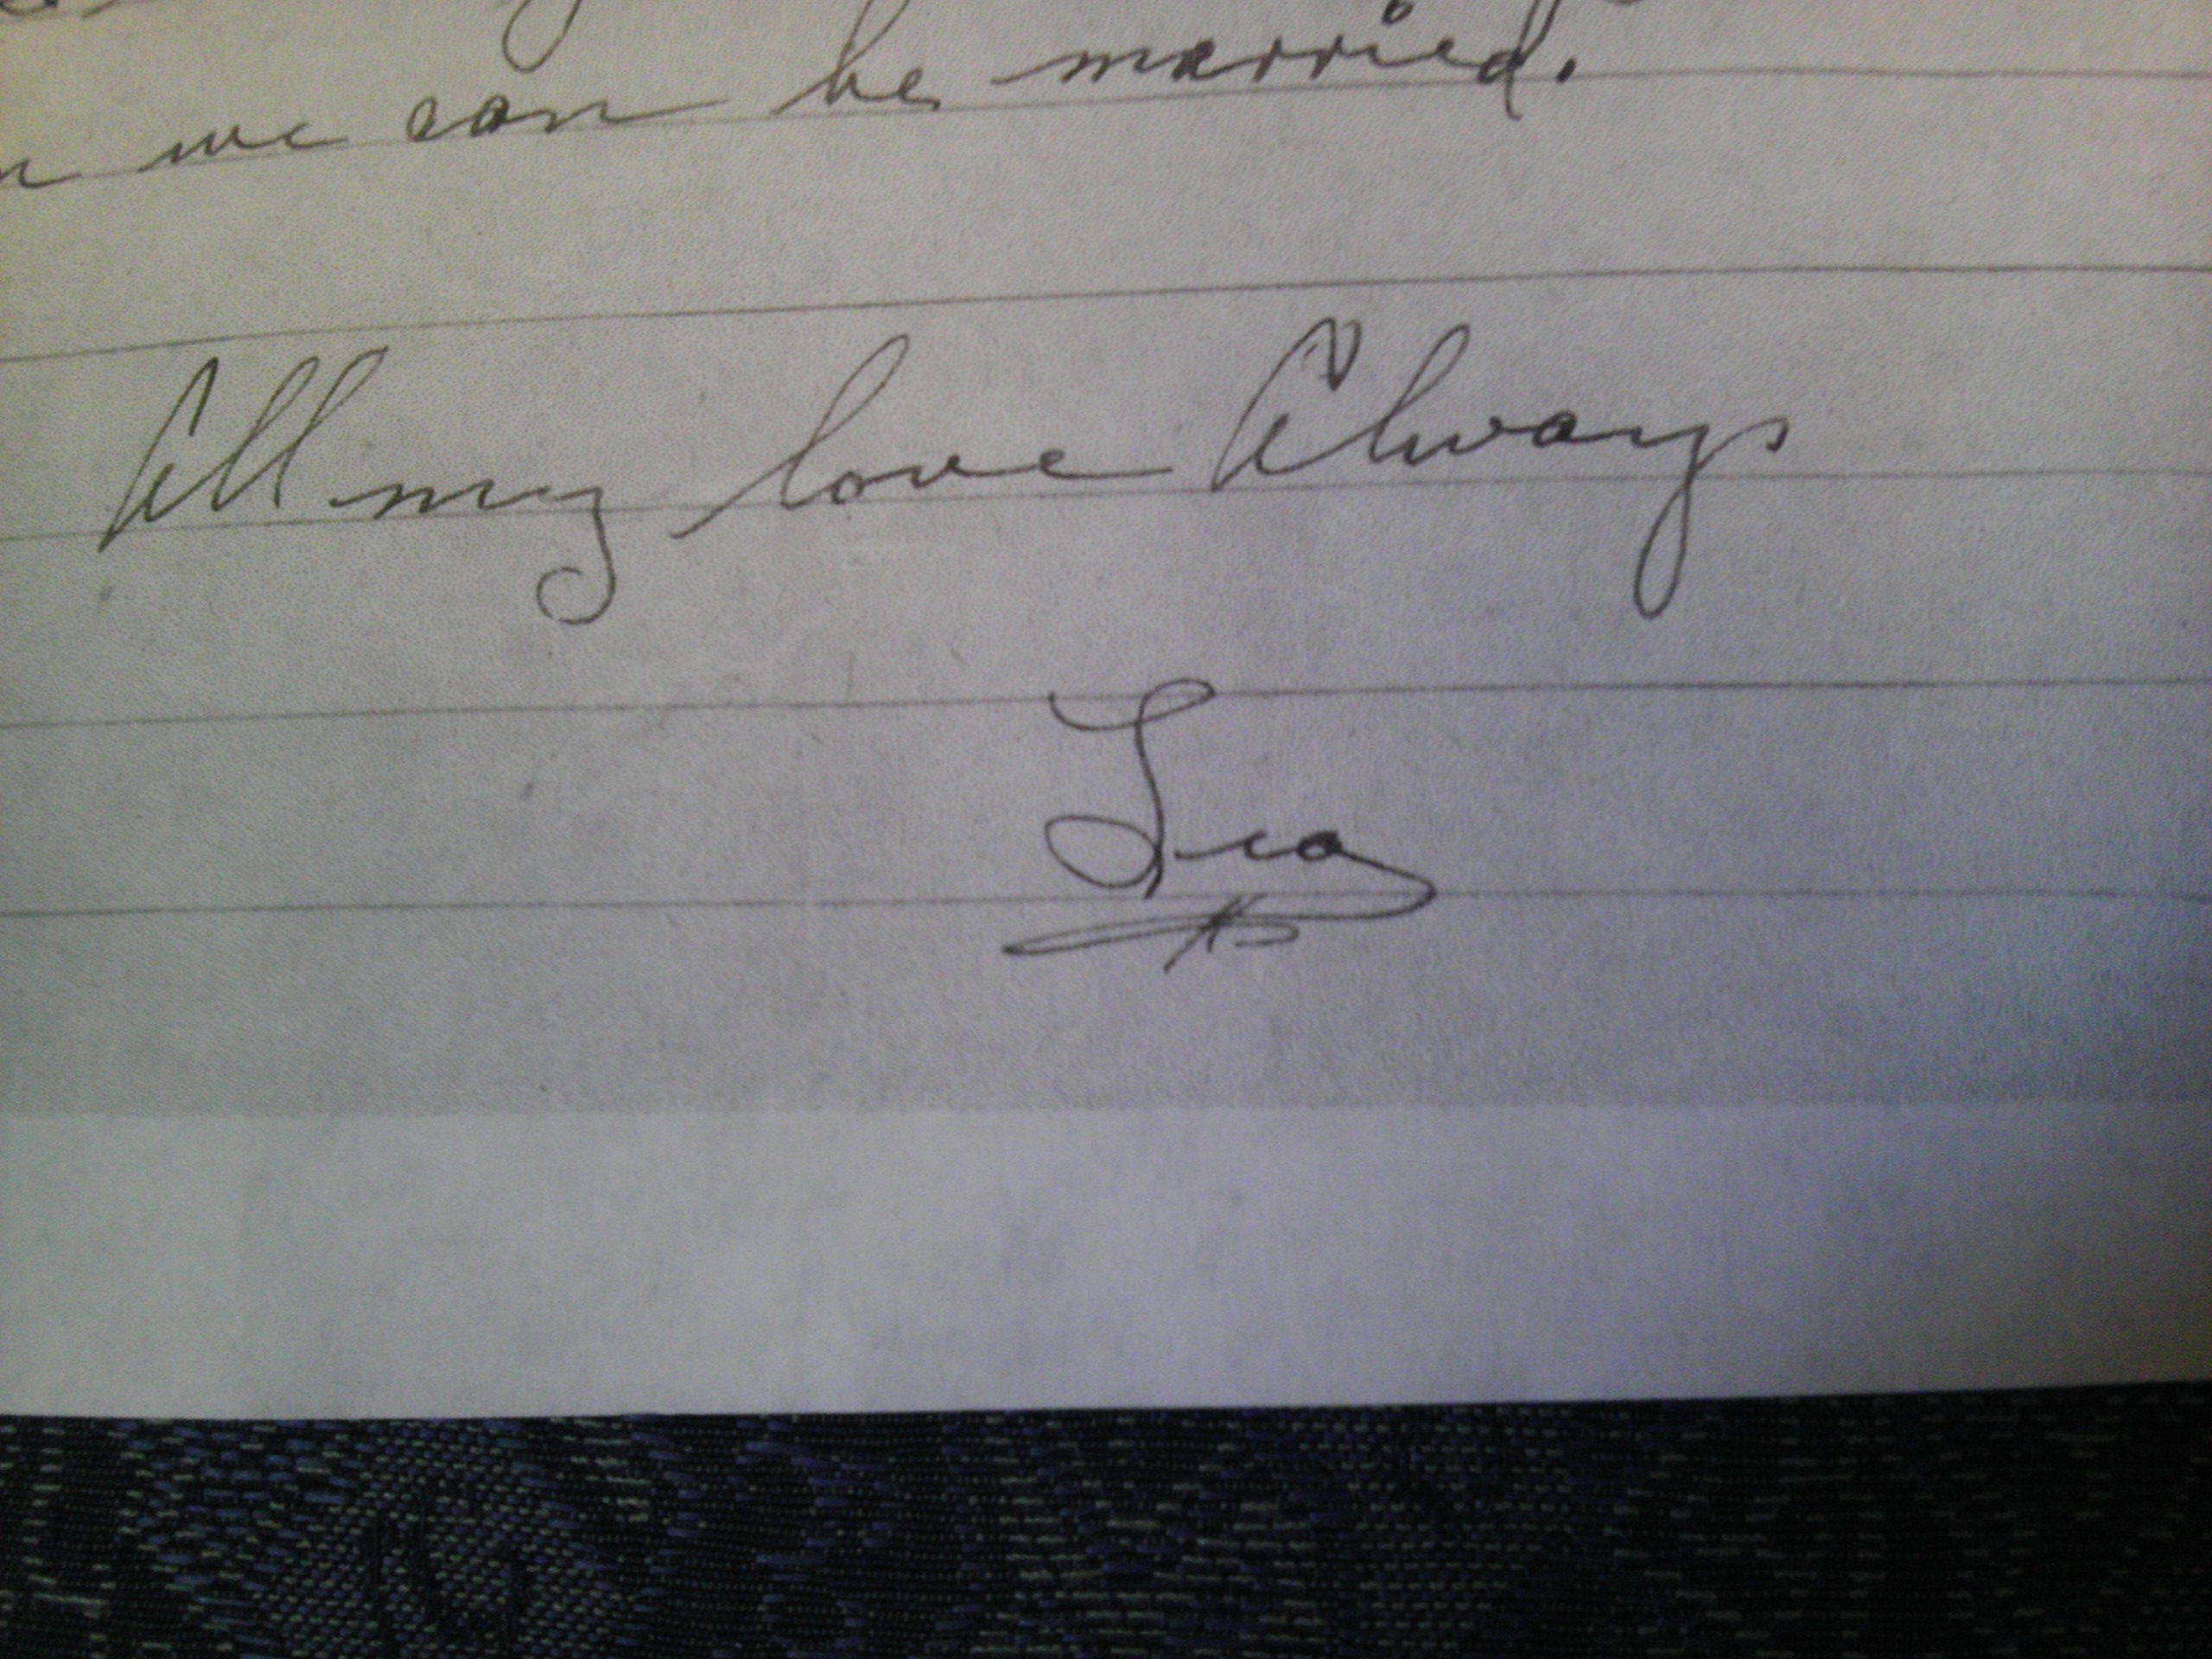 we can be married.
All my love Always
Ira